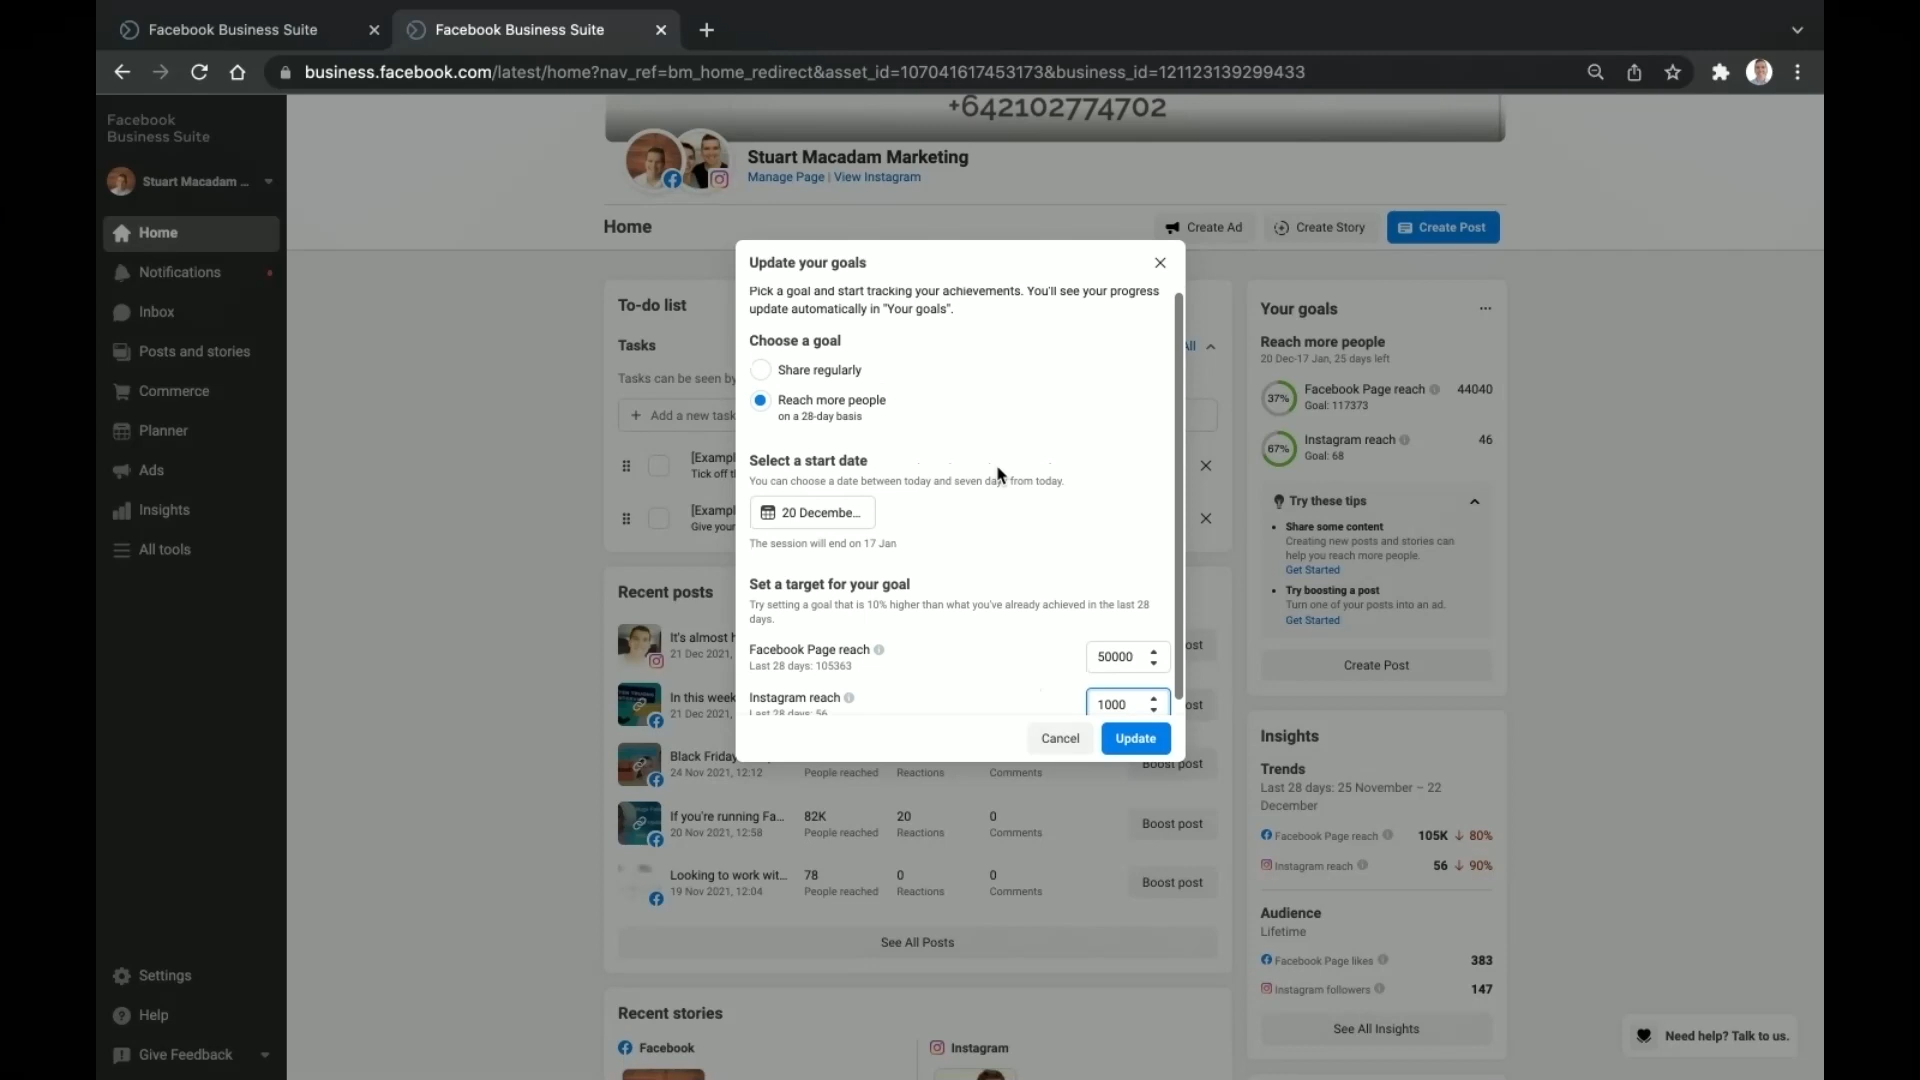 Facebook Business Suite
Facebook Business Suite
business.facebook.com/latest/home?nav_ref=bm_home_redirect&asset_id=107041617453173&business_id=121123139299433
Facebook
Business Suite
Stuart Macadam ...
Home
Notifications
Inbox
Posts and stories
Commerce
Planner
Ads
Insights
All tools
Settings
Help
Give Feedback
+642102774702
Stuart Macadam Marketing
Manage Page | View Instagram
Home
Create Ad
Create Story
Create Post
To-do list
Tasks
All
Tasks can be seen by
+ Add a new task
[Exampl
Tick off t
[Exampl
Give your
Update your goals
Pick a goal and start tracking your achievements. You'll see your progress
update automatically in "Your goals".
Choose a goal
Share regularly
Reach more people
on a 28-day basis
Select a start date
You can choose a date between today and seven days from today.
20 Decembe...
The session will end on 17 Jan
Set a target for your goal
Try setting a goal that is 10% higher than what you've already achieved in the last 28
days.
Facebook Page reach
Last 28 days: 105363
50000
Instagram reach
Last 28 days: 56
1000
Cancel
Update
Recent posts
It's almost h
21 Dec 2021,
ost
In this week
21 Dec 2021,
ost
Black Friday
24 Nov 2021, 12:12
People reached
Reactions
Comments
Boost post
If you're running Fa...
20 Nov 2021, 12:58
82K
People reached
20
Reactions
0
Comments
Boost post
Looking to work wit...
19 Nov 2021, 12:04
78
People reached
0
Reactions
0
Comments
Boost post
See All Posts
Recent stories
Facebook
Instagram
Your goals
Reach more people
20 Dec-17 Jan, 25 days left
37%
Facebook Page reach
44040
Goal: 117373
67%
Instagram reach
46
Goal: 68
Try these tips
• Share some content
Creating new posts and stories can
help you reach more people.
Get Started
• Try boosting a post
Turn one of your posts into an ad.
Get Started
Create Post
Insights
Trends
Last 28 days: 25 November – 22
December
Facebook Page reach 105K ↓ 80%
Instagram reach 56 ↓ 90%
Audience
Lifetime
Facebook Page likes 383
Instagram followers 147
See All Insights
Need help? Talk to us.